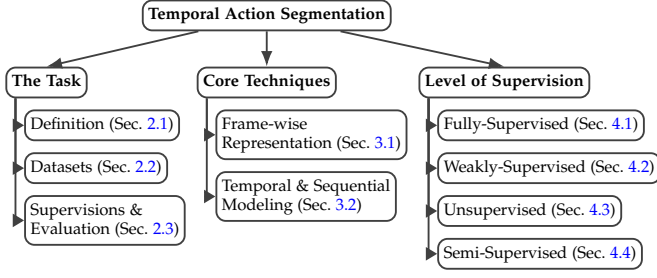 Temporal Action Segmentation
The Task
Definition (Sec. 2.1)
Datasets (Sec. 2.2)
Supervisions &
Evaluation (Sec. 2.3)
Core Techniques
Frame-wise
Representation (Sec. 3.1)
Temporal & Sequential
Modeling (Sec. 3.2)
Level of Supervision
Fully-Supervised (Sec. 4.1)
Weakly-Supervised (Sec. 4.2)
Unsupervised (Sec. 4.3)
Semi-Supervised (Sec. 4.4)